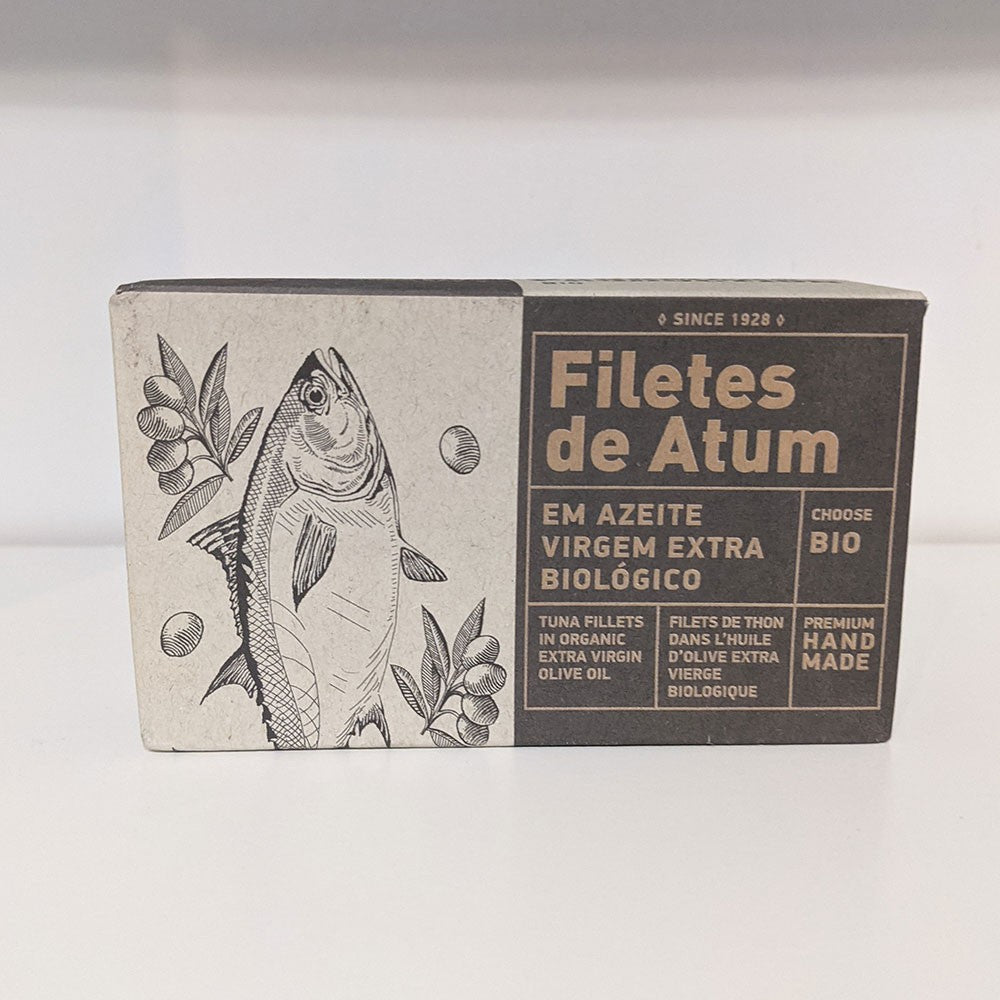 BIO
◊ SINCE 1928 ◊
Filetes
de Atum
EM AZEITE
VIRGEM EXTRA
BIOLÓGICO
CHOOSE
BIO
TUNA FILLETS
IN ORGANIC
EXTRA VIRGIN
OLIVE OIL
FILETS DE THON
DANS L'HUILE
D'OLIVE EXTRA
VIERGE
BIOLOGIQUE
PREMIUM
HAND
MADE